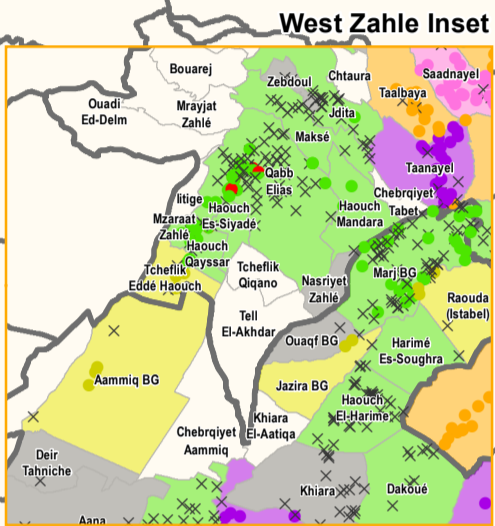 West Zahle Inset
Bouarej
Zebdoul
Chtaura
Saadnayel
Taalbaya
Ouadi
Ed-Delm
Mrayjat
Zahlé
Jdita
Maksé
Taanayel
Qabb
Elias
litige
Haouch
Es-Siyadé
Chebrqiyet
Tabet
Haouch
Mandara
Mzaraat
Zahlé
Haouch
Qayssar
Tcheflik
Eddé Haouch
Tcheflik
Qiqano
Marj BG
Nasriyet
Zahlé
Raouda
(Istabel)
Tell
El-Akhdar
Ouaqf BG
Harimé
Es-Soughra
Aammiq BG
Jazira BG
Haouch
El-Harime
Khiara
El-Aatiqa
Chebrqiyet
Aammiq
Deir
Tahniche
Khiara
Dakoué
Aana